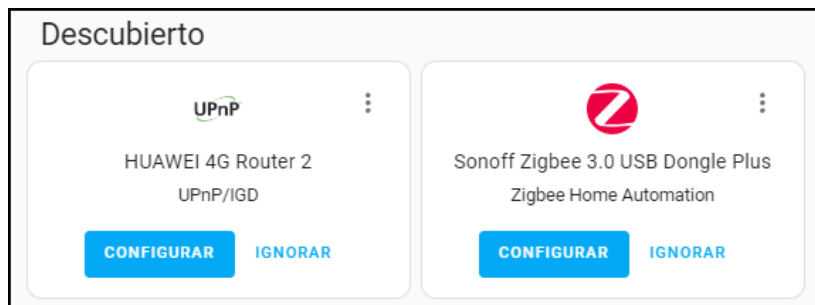 Descubierto
UPnP
HUAWEI 4G Router 2
UPnP/IGD
CONFIGURAR IGNORAR
Sonoff Zigbee 3.0 USB Dongle Plus
Zigbee Home Automation
CONFIGURAR IGNORAR